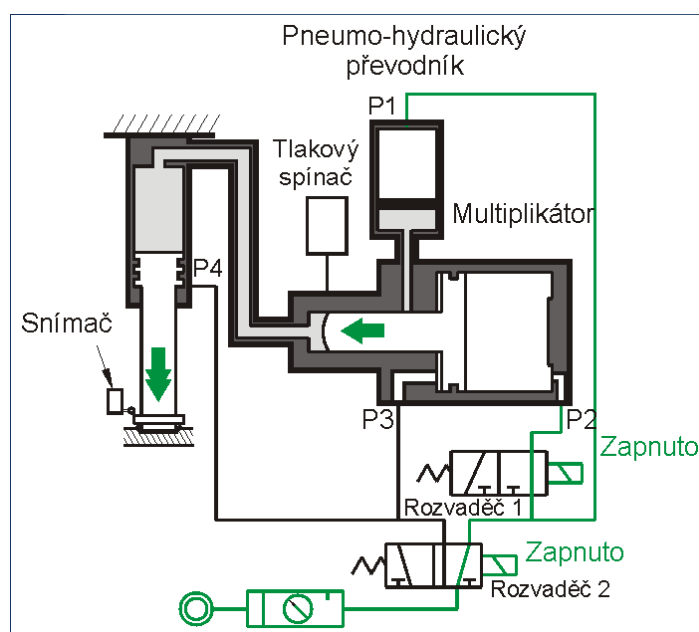 Pneumo-hydraulický
převodník
P1
Tlakový
spínač
Multiplikátor
P4
Snímač
P3
P2
Zapnuto
Rozvaděč 1
Zapnuto
Rozvaděč 2